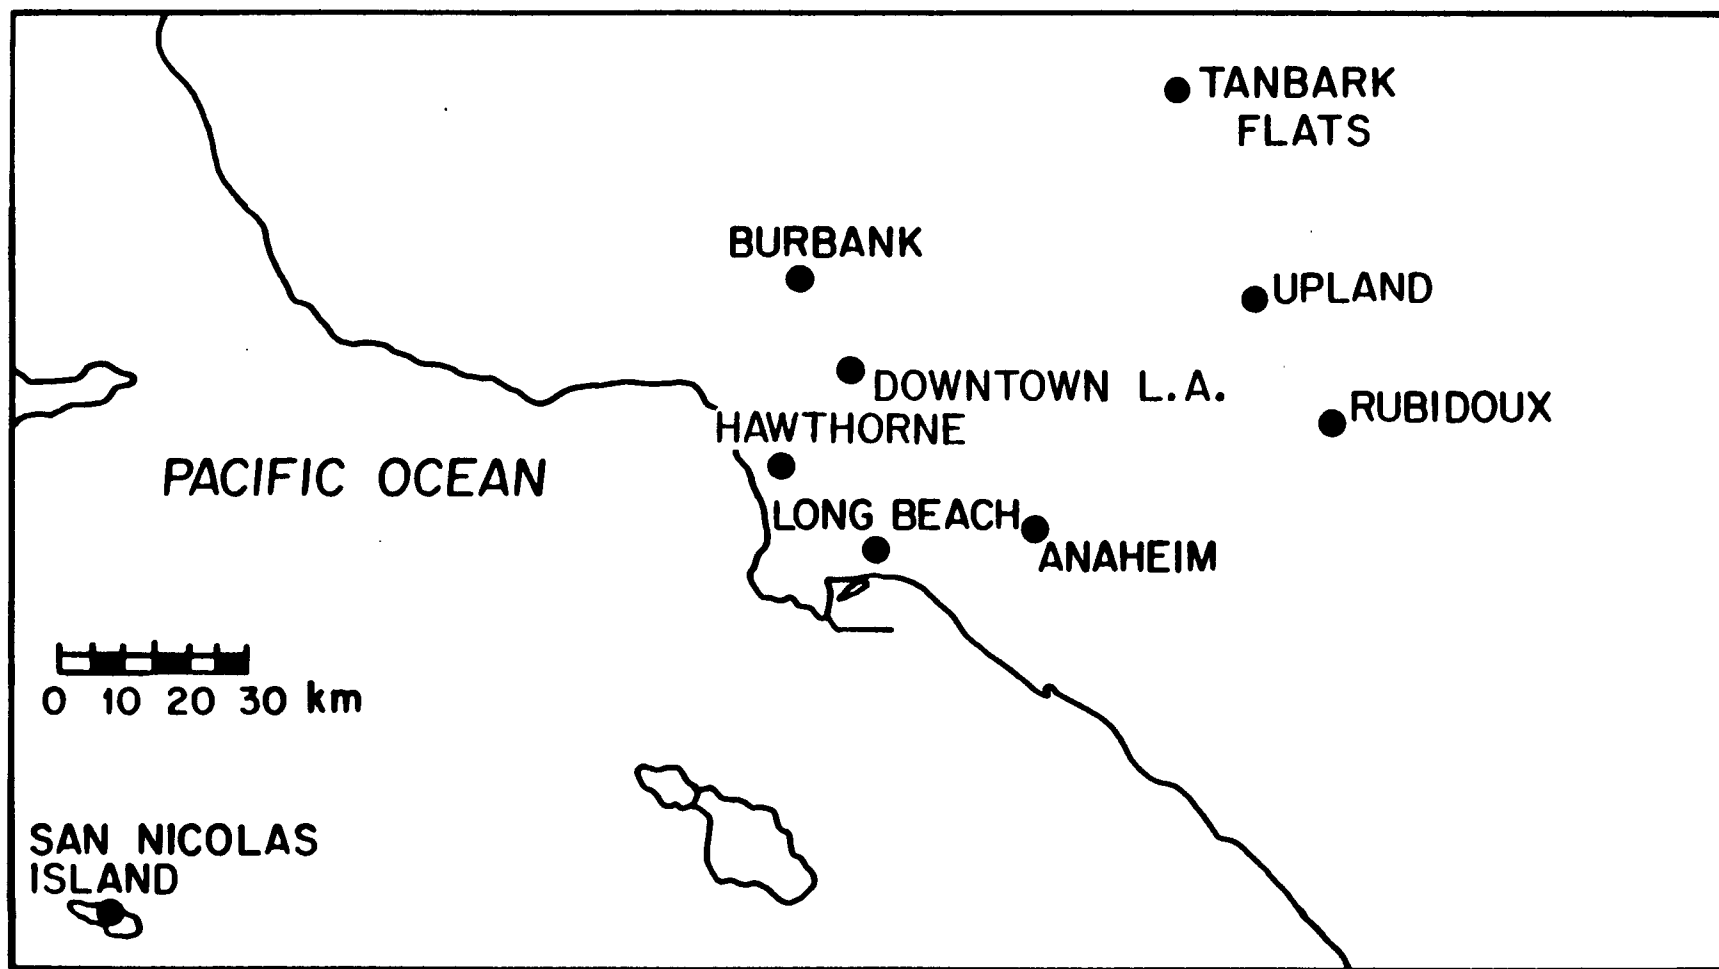 TANBARK
FLATS
BURBANK
UPLAND
DOWNTOWN L.A.
RUBIDOUX
HAWTHORNE
PACIFIC OCEAN
LONG BEACH
ANAHEIM
0 10 20 30 km
SAN NICOLAS
ISLAND